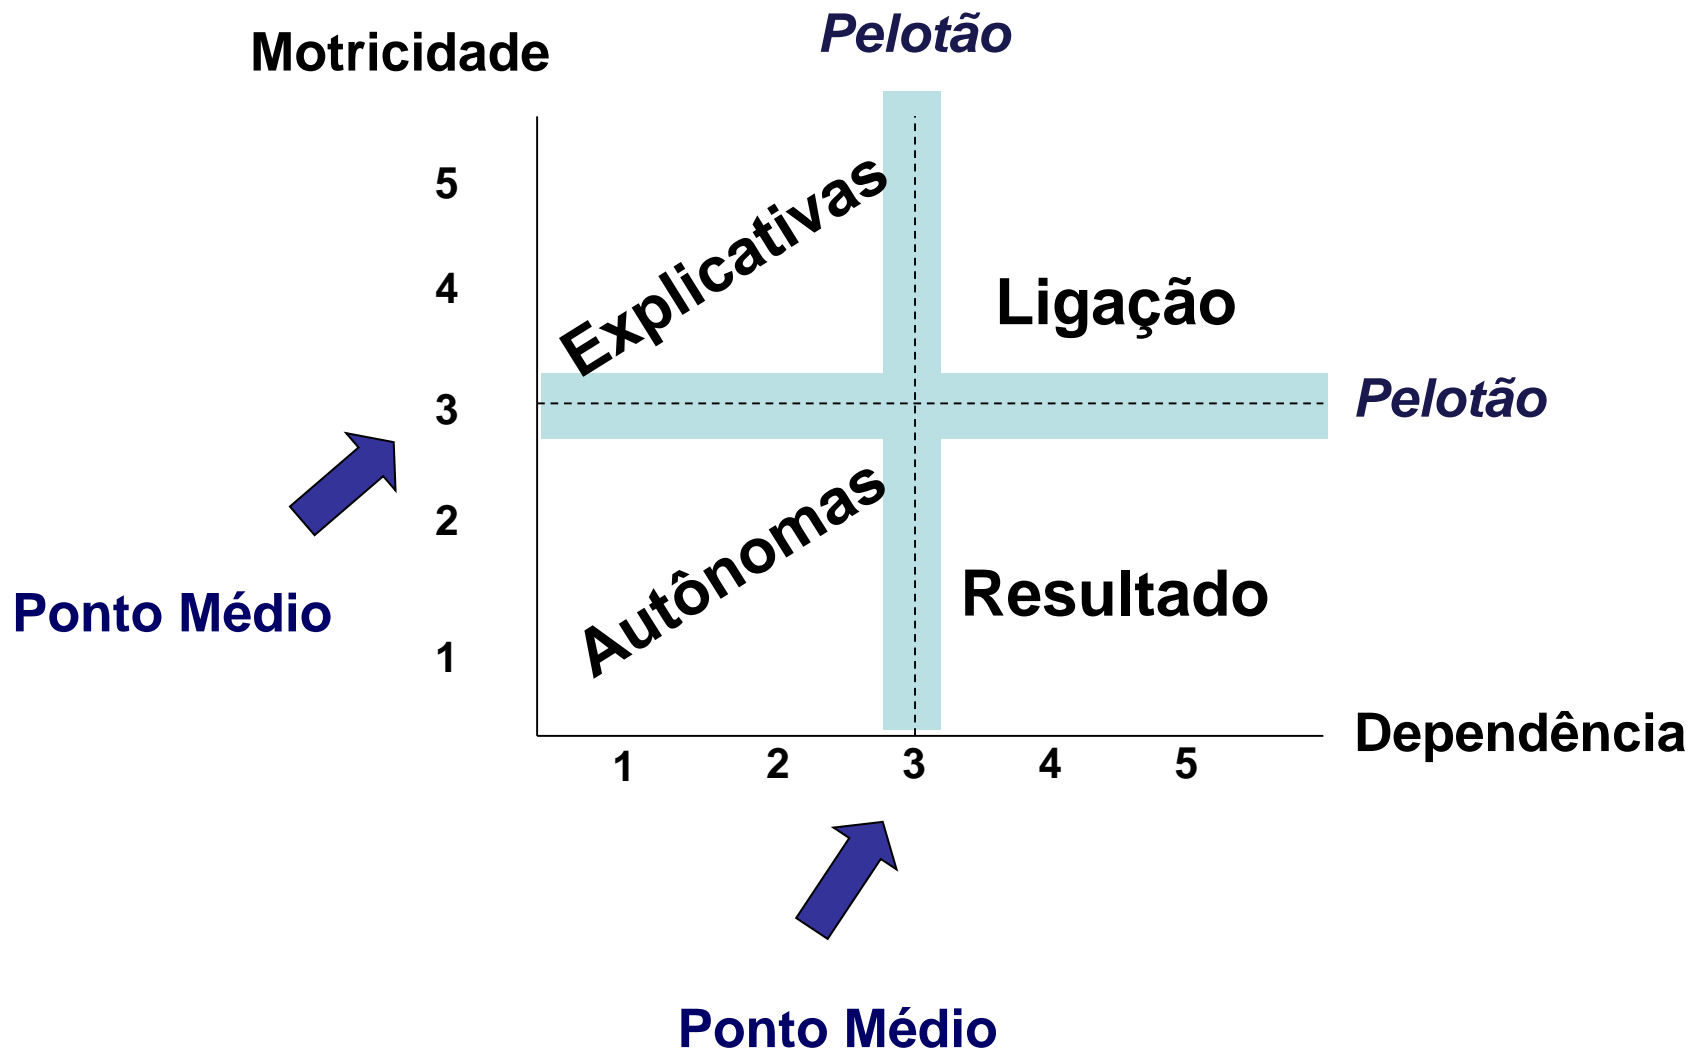 Pelotão
Motricidade
5
4
3
2
1
Explicativas
Ligação
Pelotão
Autônomas
Resultado
Ponto Médio
Dependência
1 2 3 4 5
Ponto Médio